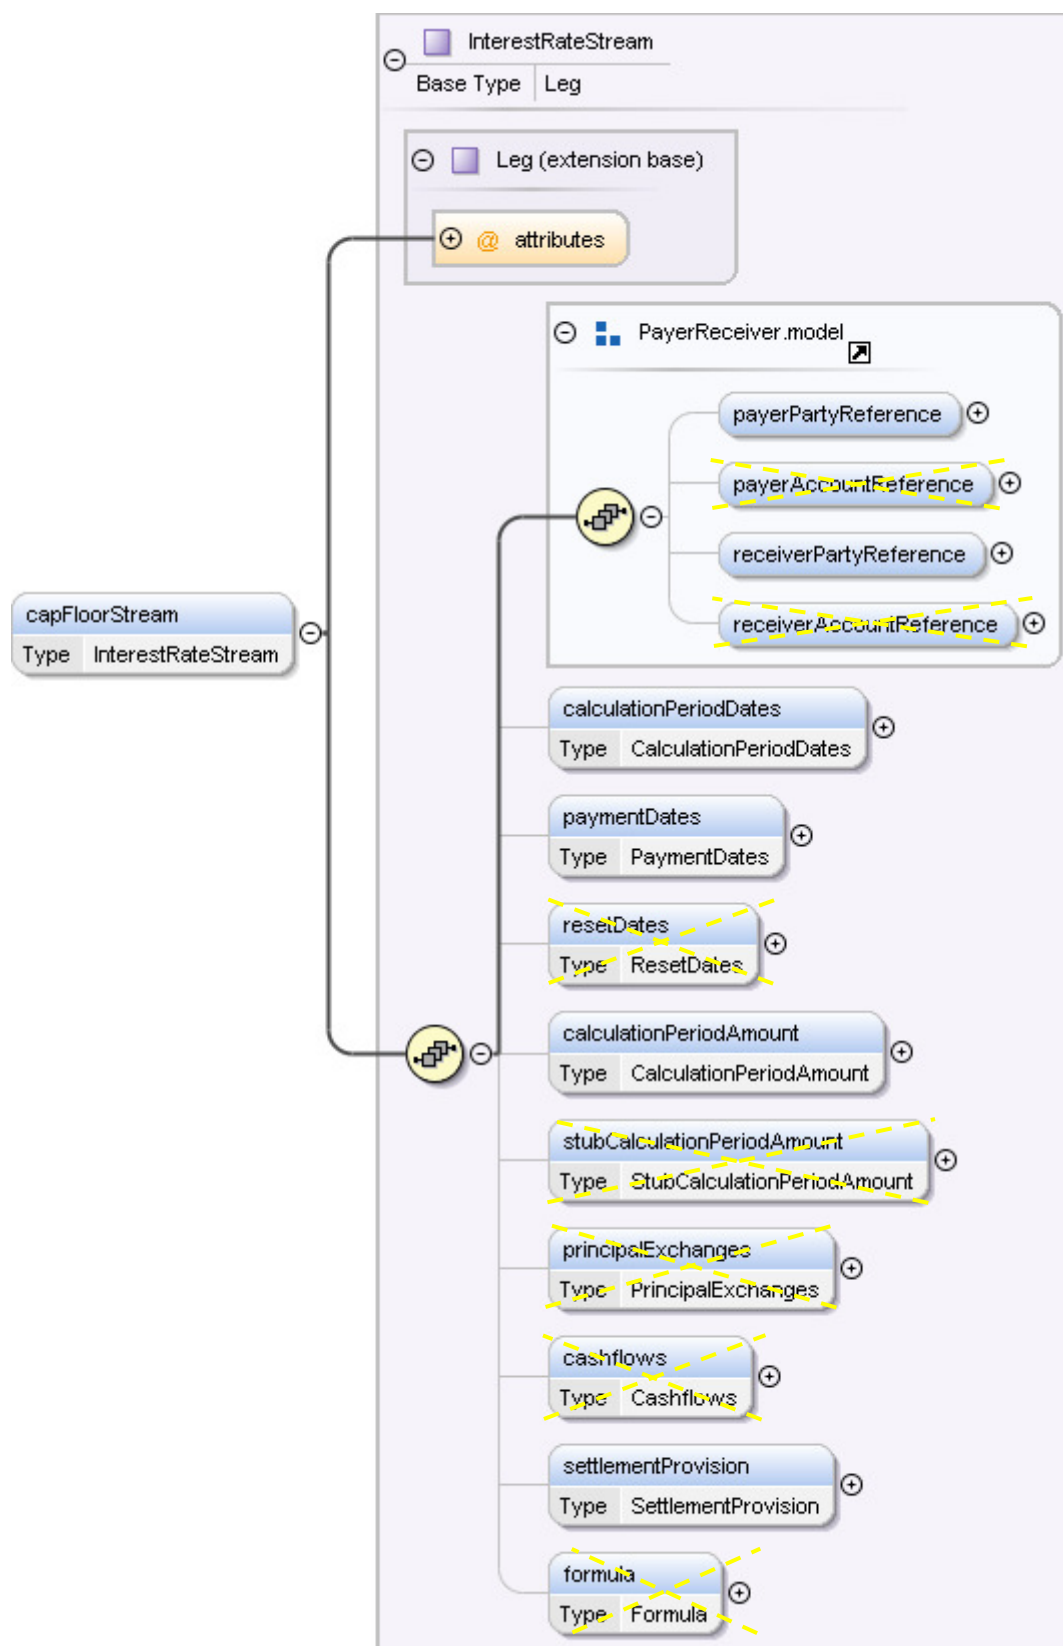 InterestRateStream
Base Type Leg
Leg (extension base)
@ attributes
PayerReceiver.model
payerPartyReference
payerAccountReference
receiverPartyReference
receiverAccountReference
capFloorStream
Type InterestRateStream
calculationPeriodDates
Type CalculationPeriodDates
paymentDates
Type PaymentDates
resetDates
Type ResetDates
calculationPeriodAmount
Type CalculationPeriodAmount
stubCalculationPeriodAmount
Type StubCalculationPeriodAmount
principalExchanges
Type PrincipalExchanges
cashflows
Type Cashflows
settlementProvision
Type SettlementProvision
formula
Type Formula